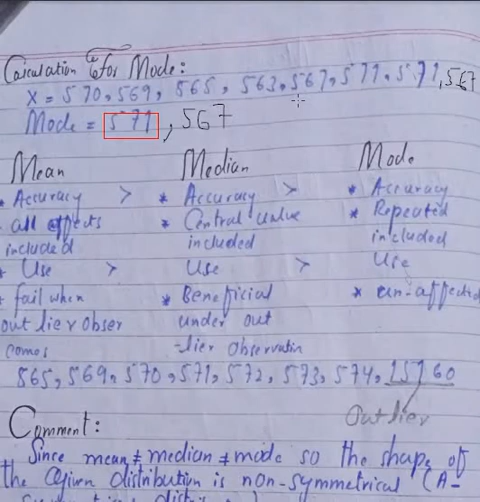 Calculation for Mode:
X = 570, 569, 565, 563, 567, 571, 571, 567
Mode = 571, 567
Mean Median Mode
* Accuracy > * Accuracy > * Accuracy
all effects * Central value * Repeated
included included included
* Use > Use > Use
+ fail when * Beneficial * un-affected
outlier obser under out
comes -lier observatin
565, 569, 570, 571, 572, 573, 574, 15760
Outlier
Comment:
Since mean ≠ median ≠ mode so the shape of
the given distribution is non-symmetrical (A-